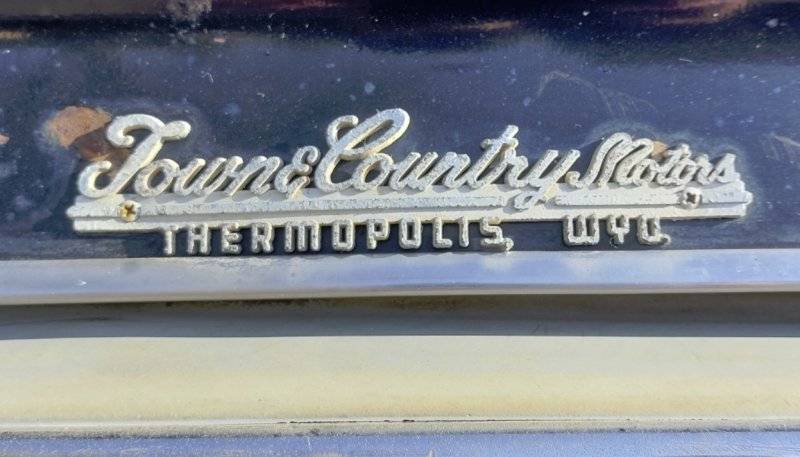 Town & Country Motors
THERMOPOLIS, WYO.